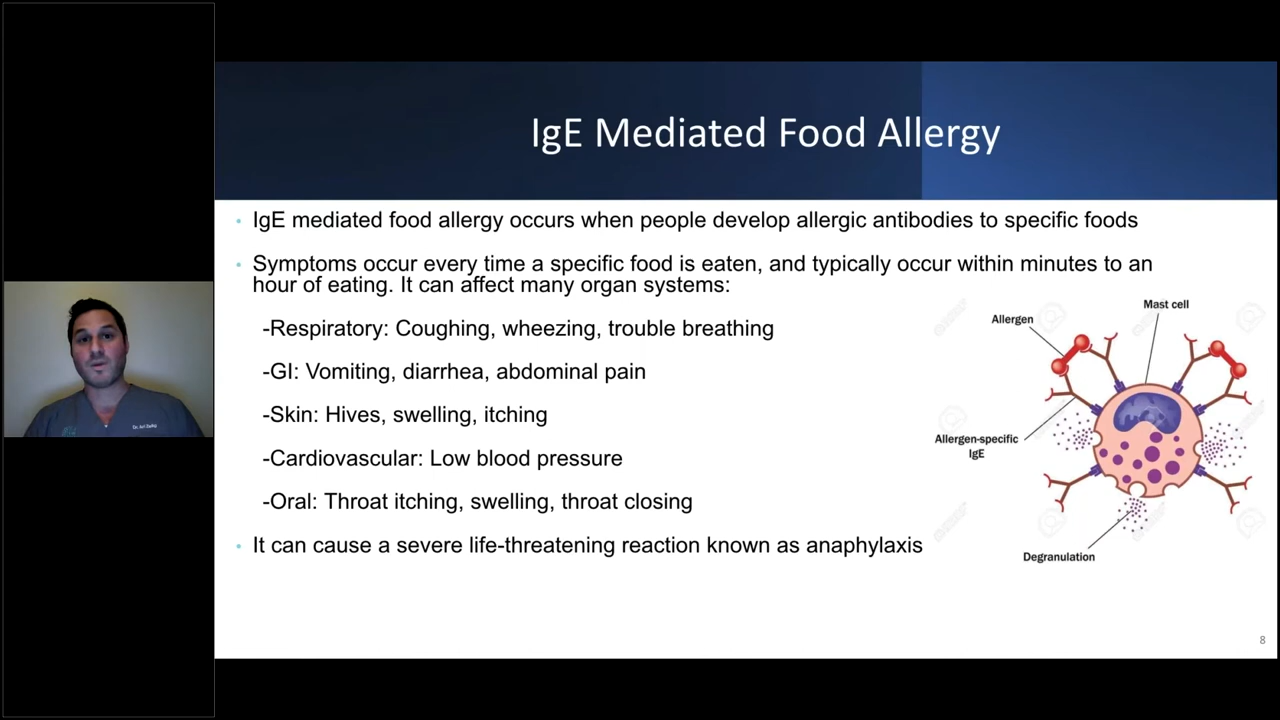 IgE Mediated Food Allergy
• IgE mediated food allergy occurs when people develop allergic antibodies to specific foods
• Symptoms occur every time a specific food is eaten, and typically occur within minutes to an
hour of eating. It can affect many organ systems:
-Respiratory: Coughing, wheezing, trouble breathing
-GI: Vomiting, diarrhea, abdominal pain
-Skin: Hives, swelling, itching
-Cardiovascular: Low blood pressure
-Oral: Throat itching, swelling, throat closing
• It can cause a severe life-threatening reaction known as anaphylaxis
Mast cell
Allergen
Allergen-specific
IgE
Degranulation
8
Dr.